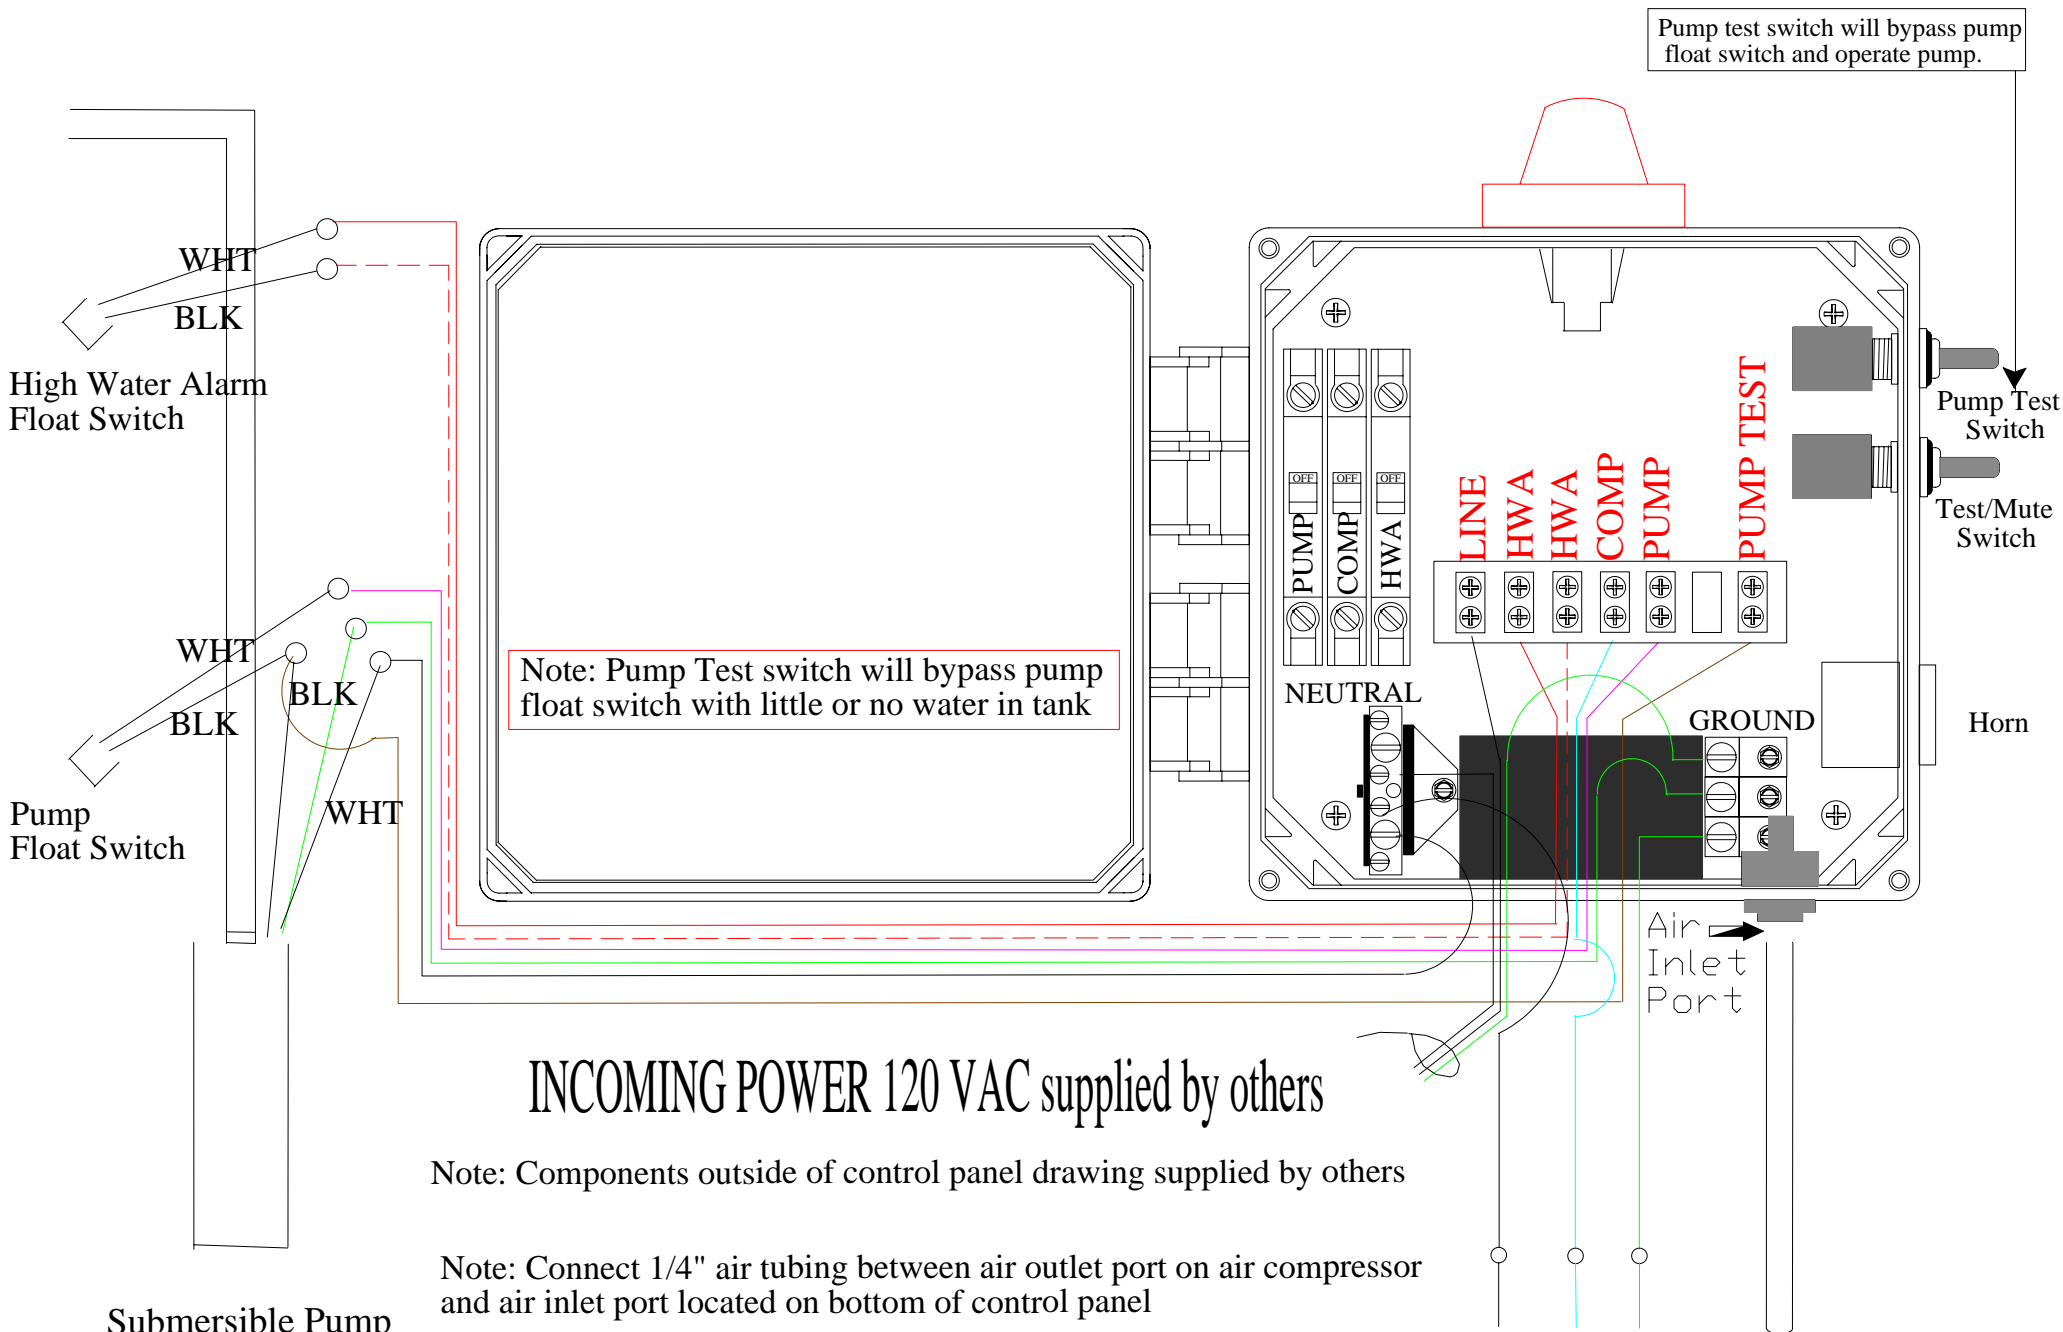 Pump test switch will bypass pump
float switch and operate pump.
WHT
BLK
High Water Alarm
Float Switch
WHT
BLK
BLK
WHT
Pump
Float Switch
Submersible Pump
Note: Pump Test switch will bypass pump
float switch with little or no water in tank
OFF
OFF
OFF
PUMP
COMP
HWA
LINE
HWA
HWA
COMP
PUMP
PUMP TEST
Pump Test
Switch
Test/Mute
Switch
NEUTRAL
GROUND
Horn
Air
Inlet
Port
INCOMING POWER 120 VAC supplied by others
Note: Components outside of control panel drawing supplied by others
Note: Connect 1/4" air tubing between air outlet port on air compressor
and air inlet port located on bottom of control panel